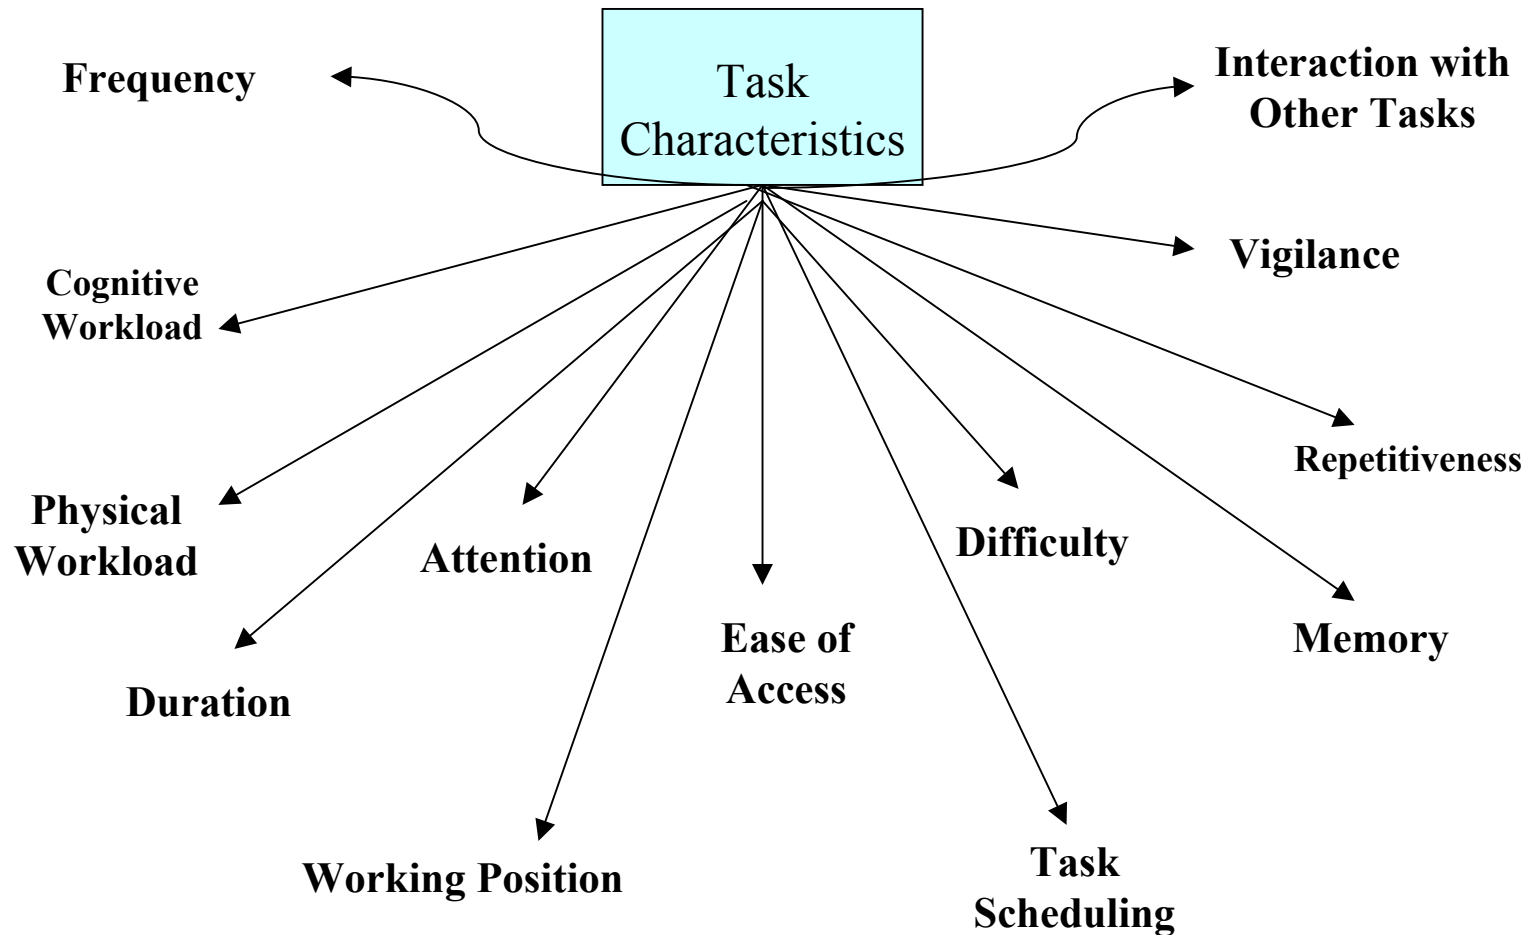 Task
Characteristics
Frequency
Interaction with
Other Tasks
Vigilance
Cognitive
Workload
Repetitiveness
Physical
Workload
Attention
Difficulty
Ease of
Access
Memory
Duration
Working Position
Task
Scheduling